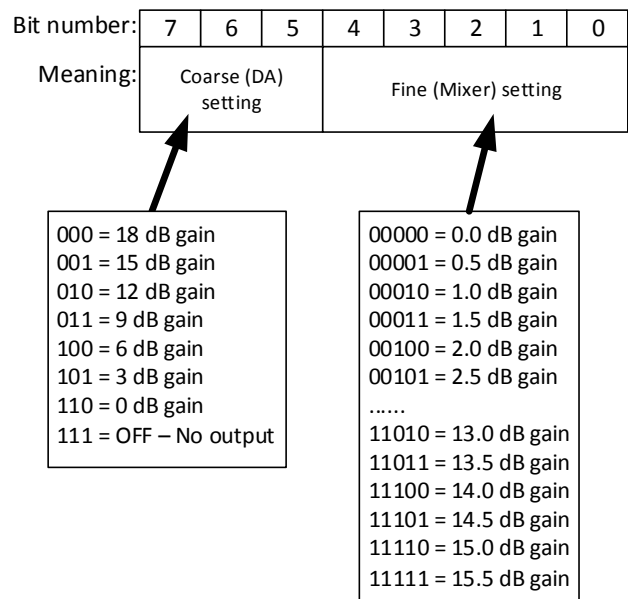 Bit number: 7 6 5 4 3 2 1 0
Meaning: Coarse (DA) setting Fine (Mixer) setting
000 = 18 dB gain
001 = 15 dB gain
010 = 12 dB gain
011 = 9 dB gain
100 = 6 dB gain
101 = 3 dB gain
110 = 0 dB gain
111 = OFF – No output
00000 = 0.0 dB gain
00001 = 0.5 dB gain
00010 = 1.0 dB gain
00011 = 1.5 dB gain
00100 = 2.0 dB gain
00101 = 2.5 dB gain
......
11010 = 13.0 dB gain
11011 = 13.5 dB gain
11100 = 14.0 dB gain
11101 = 14.5 dB gain
11110 = 15.0 dB gain
11111 = 15.5 dB gain